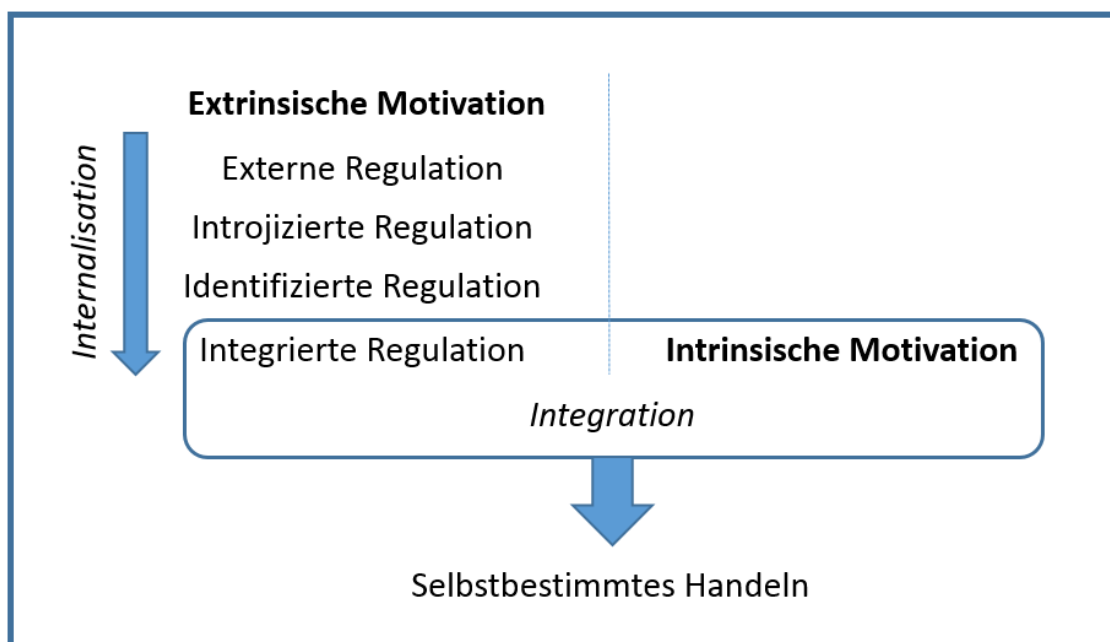 Extrinsische Motivation
Internalisation
Externe Regulation
Introjizierte Regulation
Identifizierte Regulation
Integrierte Regulation
Intrinsische Motivation
Integration
Selbstbestimmtes Handeln